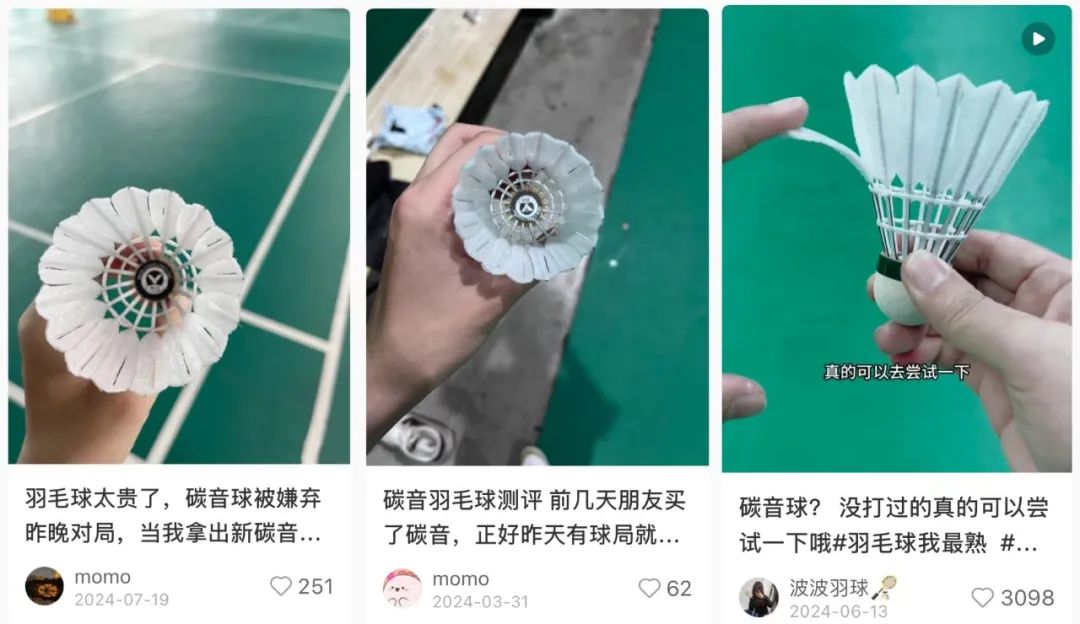 真的可以去尝试一下
羽毛球太贵了，碳音球被嫌弃
昨晚对局，当我拿出新碳音...
momo
2024-07-19
251
碳音羽毛球测评 前几天朋友买
了碳音，正好昨天有球局就...
momo
2024-03-31
62
碳音球？ 没打过的真的可以尝
试一下哦#羽毛球我最熟 #...
波波羽球🏸
2024-06-13
3098